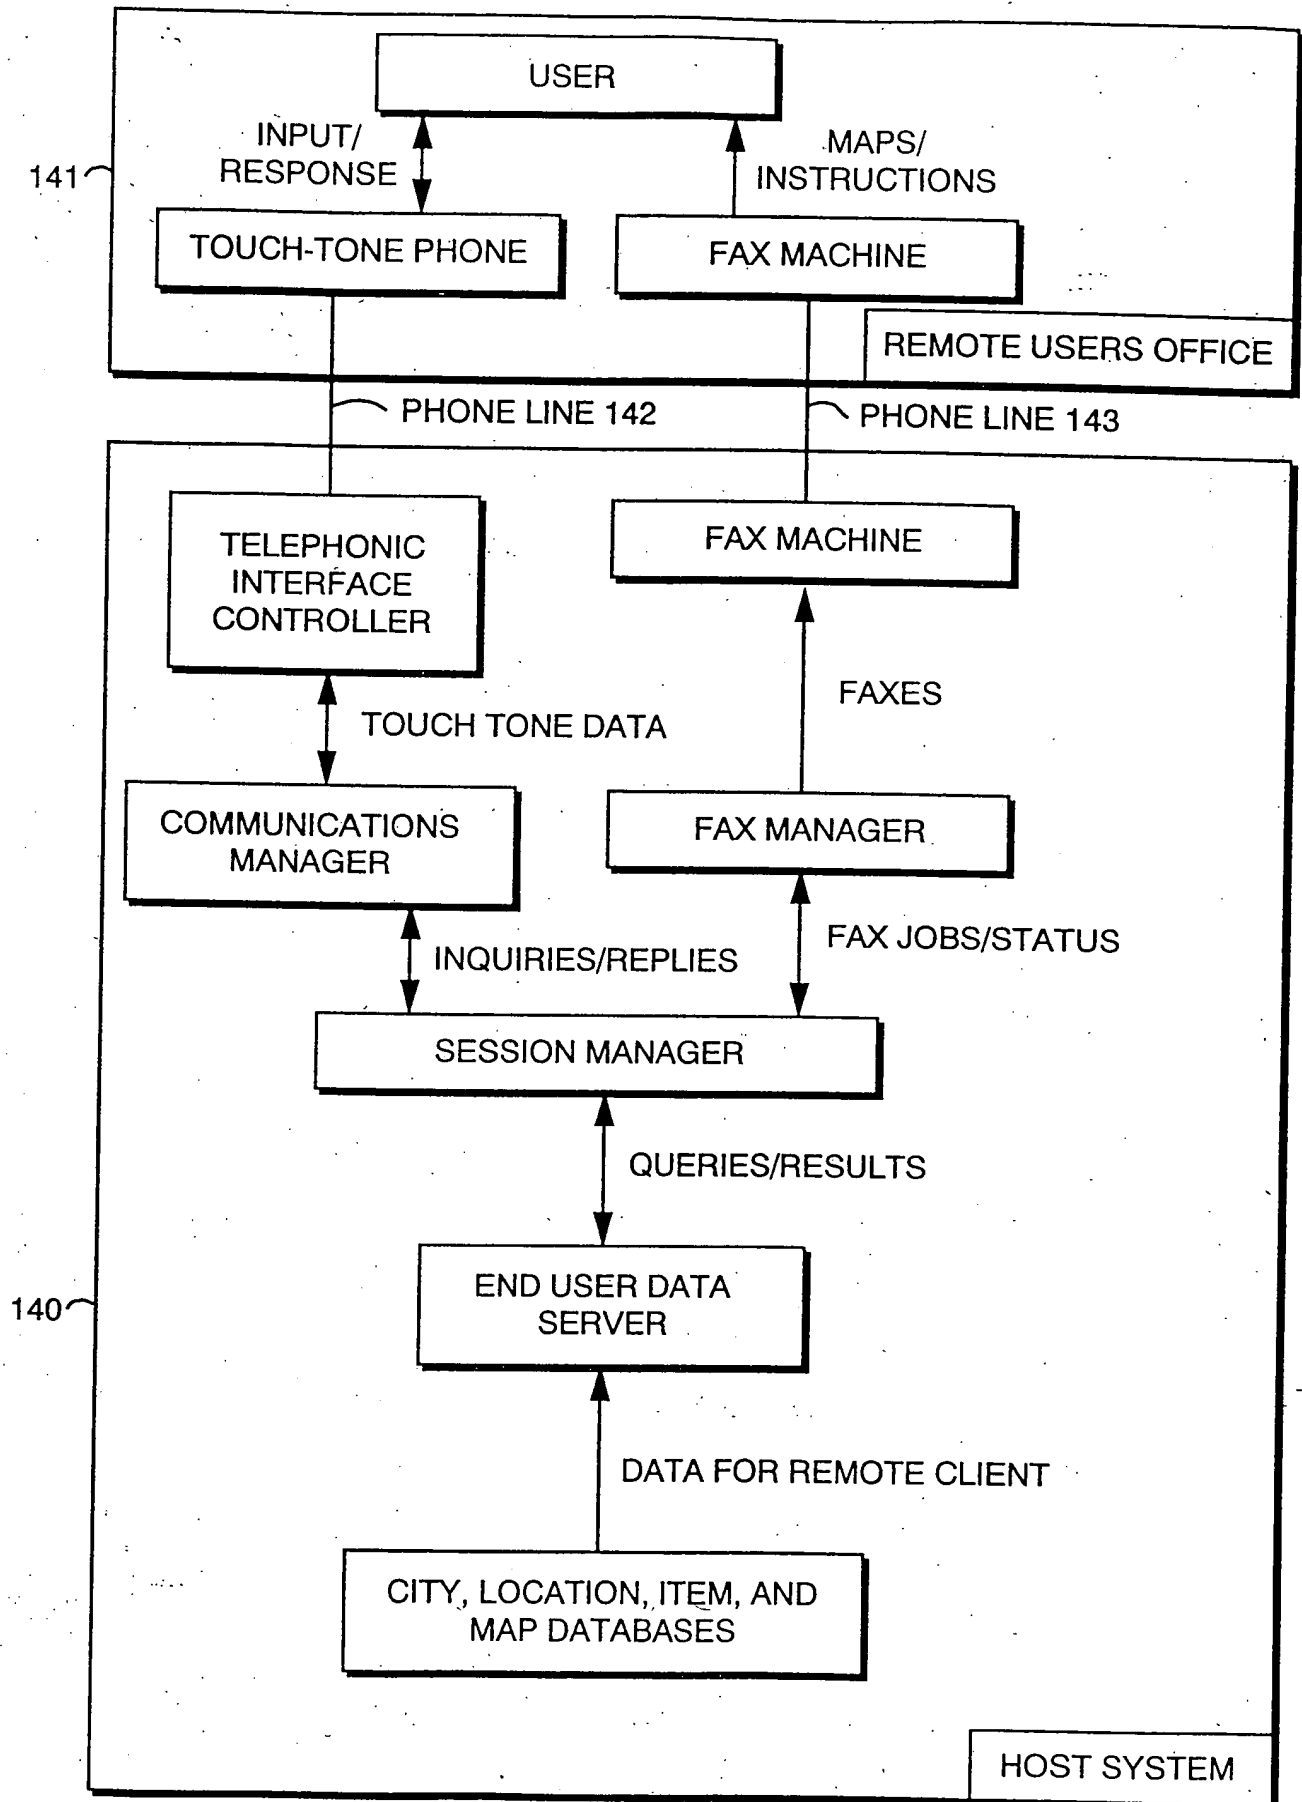 USER
INPUT/
RESPONSE
MAPS/
INSTRUCTIONS
141
TOUCH-TONE PHONE
FAX MACHINE
REMOTE USERS OFFICE
PHONE LINE 142
PHONE LINE 143
TELEPHONIC
INTERFACE
CONTROLLER
FAX MACHINE
TOUCH TONE DATA
FAXES
COMMUNICATIONS
MANAGER
FAX MANAGER
INQUIRIES/REPLIES
FAX JOBS/STATUS
SESSION MANAGER
QUERIES/RESULTS
END USER DATA
SERVER
140
DATA FOR REMOTE CLIENT
CITY, LOCATION, ITEM, AND
MAP DATABASES
HOST SYSTEM